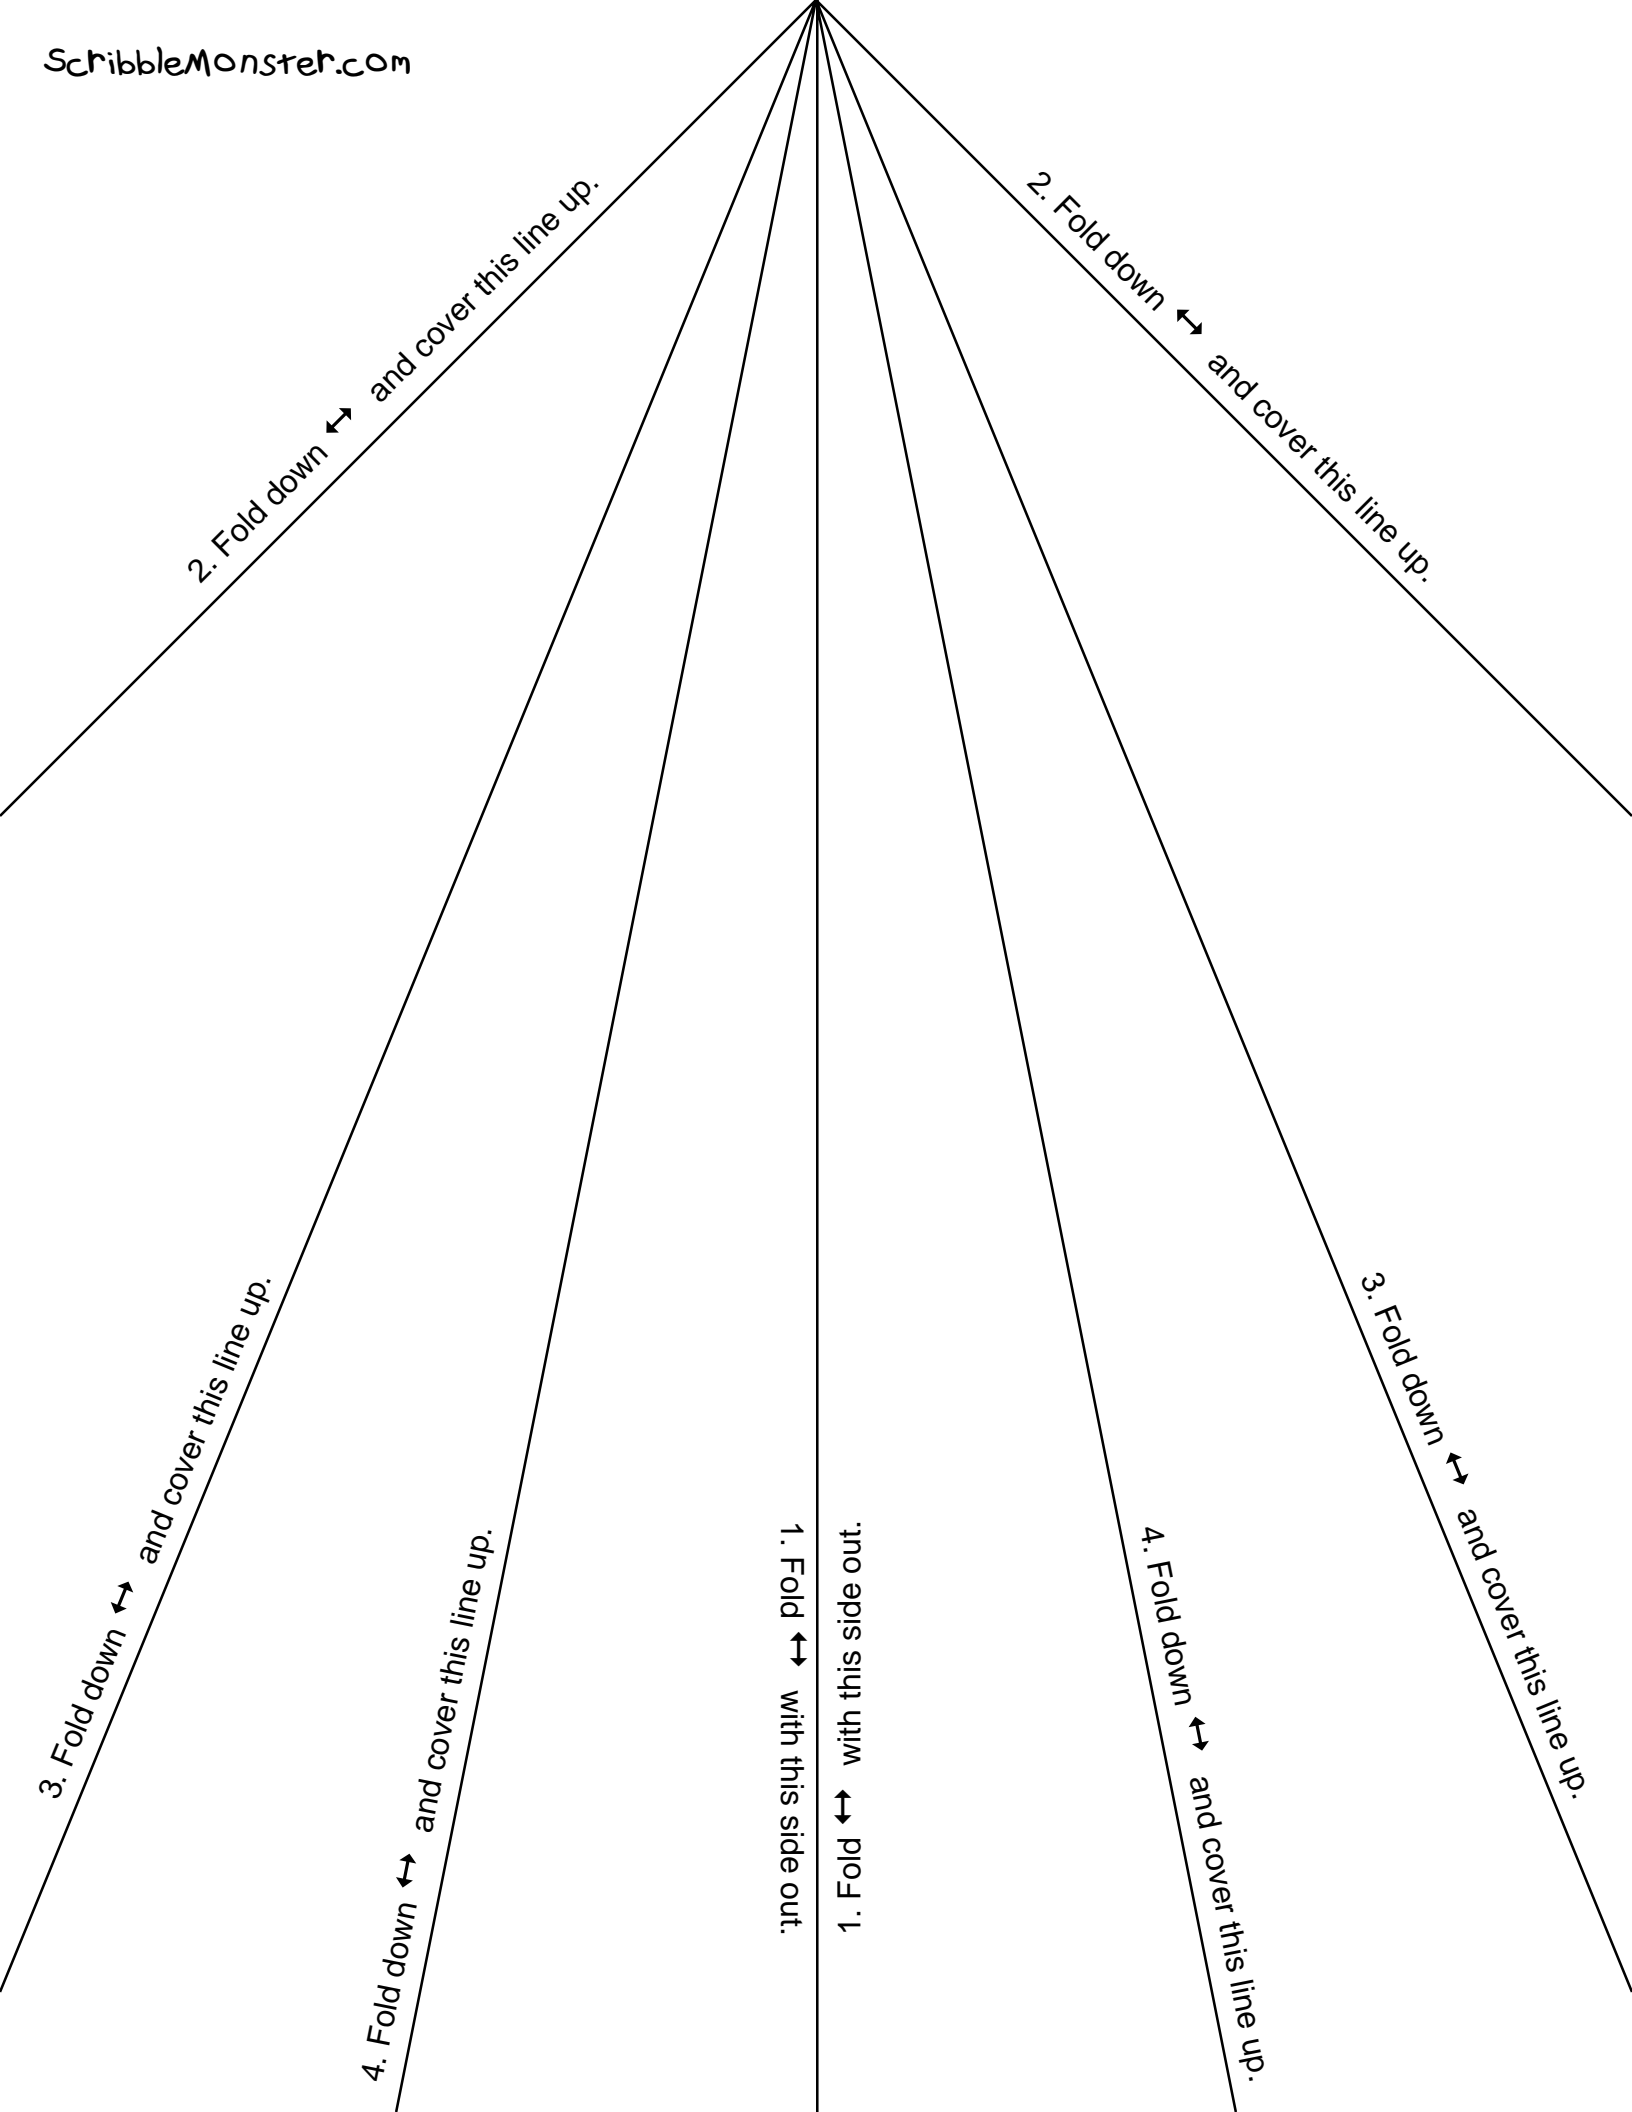 ScribbleMonster.com
2. Fold down ↔ and cover this line up.
2. Fold down ↔ and cover this line up.
3. Fold down ↔ and cover this line up.
3. Fold down ↔ and cover this line up.
4. Fold down ↔ and cover this line up.
1. Fold ↔ with this side out.
1. Fold ↔ with this side out.
4. Fold down ↔ and cover this line up.